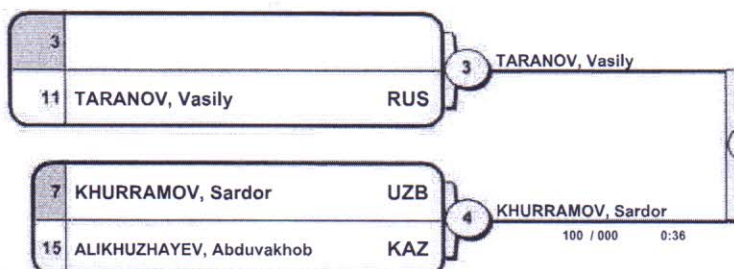 3
11 TARANOV, Vasily RUS
3 TARANOV, Vasily
7 KHURRAMOV, Sardor UZB
15 ALIKHUZHAYEV, Abduvakhob KAZ
4 KHURRAMOV, Sardor
100 / 000 0:36